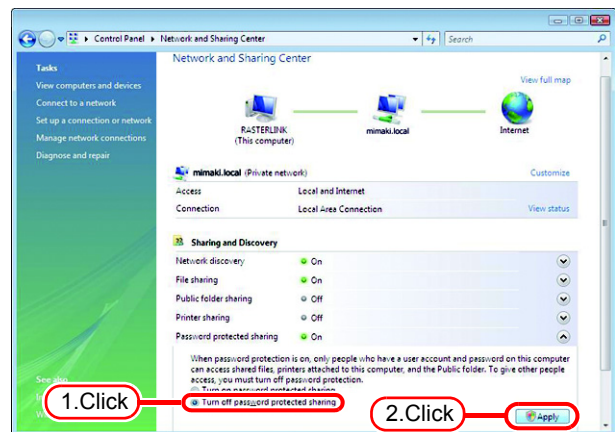 Control Panel ▸ Network and Sharing Center
Search
Tasks
View computers and devices
Connect to a network
Set up a connection or network
Manage network connections
Diagnose and repair
See also
Network and Sharing Center
View full map
RASTERLINK
(This computer)
mimaki.local
Internet
mimaki.local (Private network)
Customize
Access Local and Internet
Connection Local Area Connection View status
Sharing and Discovery
Network discovery On
File sharing On
Public folder sharing Off
Printer sharing Off
Password protected sharing On
When password protection is on, only people who have a user account and password on this computer
can access shared files, printers attached to this computer, and the Public folder. To give other people
access, you must turn off password protection.
Turn on password protected sharing
Turn off password protected sharing
1.Click
2.Click
Apply